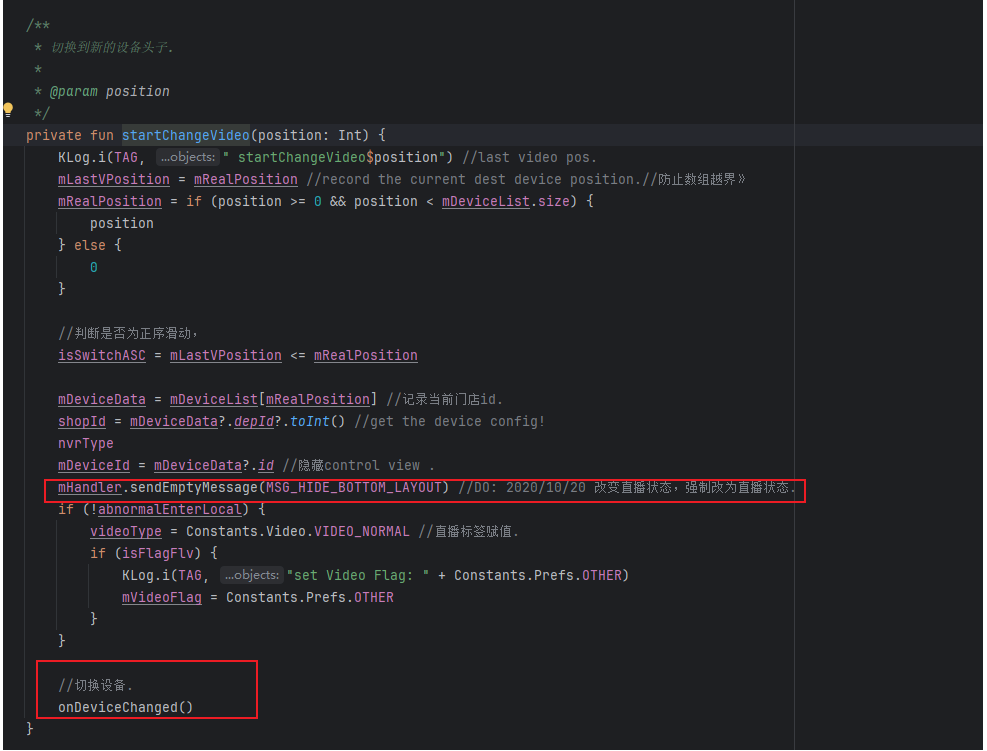 /**
 * 切换到新的设备头子.
 *
 * @param position
 */
private fun startChangeVideo(position: Int) {
    KLog.i(TAG, ...objects: " startChangeVideo$position") //last video pos.
    mLastVPosition = mRealPosition //record the current dest device position.//防止数组越界》
    mRealPosition = if (position >= 0 && position < mDeviceList.size) {
        position
    } else {
        0
    }
    //判断是否为正序滑动，
    isSwitchASC = mLastVPosition <= mRealPosition
    mDeviceData = mDeviceList[mRealPosition] //记录当前门店id.
    shopId = mDeviceData?.depId?.toInt() //get the device config!
    nvrType
    mDeviceId = mDeviceData?.id //隐藏control view .
    mHandler.sendEmptyMessage(MSG_HIDE_BOTTOM_LAYOUT) //DO: 2020/10/20 改变直播状态，强制改为直播状态.
    if (!abnormalEnterLocal) {
        videoType = Constants.Video.VIDEO_NORMAL //直播标签赋值.
        if (isFlagFlv) {
            KLog.i(TAG, ...objects: "set Video Flag: " + Constants.Prefs.OTHER)
            mVideoFlag = Constants.Prefs.OTHER
        }
    }
    //切换设备.
    onDeviceChanged()
}